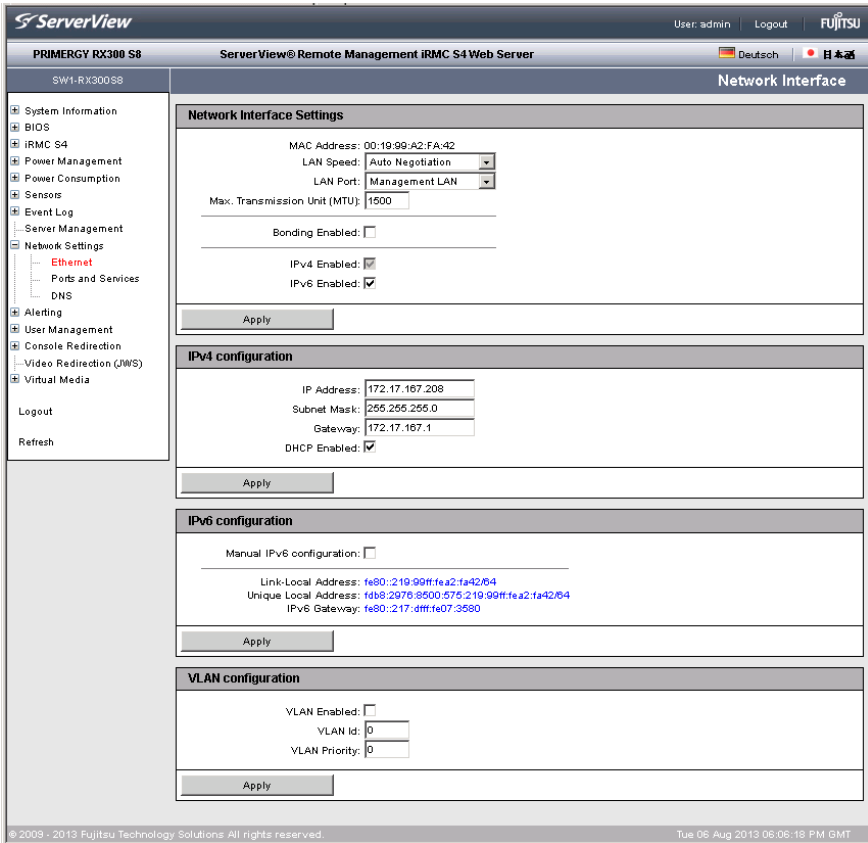 ServerView
User: admin Logout FUJITSU
PRIMERGY RX300 S8 ServerView® Remote Management iRMC S4 Web Server Deutsch 日本語
SW1-RX300S8 Network Interface
System Information
BIOS
iRMC S4
Power Management
Power Consumption
Sensors
Event Log
Server Management
Network Settings
Ethernet
Ports and Services
DNS
Alerting
User Management
Console Redirection
Video Redirection (JWS)
Virtual Media
Logout
Refresh
Network Interface Settings
MAC Address: 00:19:99:A2:FA:42
LAN Speed: Auto Negotiation
LAN Port: Management LAN
Max. Transmission Unit (MTU): 1500
Bonding Enabled:
IPv4 Enabled:
IPv6 Enabled:
Apply
IPv4 configuration
IP Address: 172.17.167.208
Subnet Mask: 255.255.255.0
Gateway: 172.17.167.1
DHCP Enabled:
Apply
IPv6 configuration
Manual IPv6 configuration:
Link-Local Address: fe80::219:99ff:fea2:fa42/64
Unique Local Address: fdb8:2976:8500:575:219:99ff:fea2:fa42/64
IPv6 Gateway: fe80::217:dfff:fe07:3580
Apply
VLAN configuration
VLAN Enabled:
VLAN Id: 0
VLAN Priority: 0
Apply
© 2009 - 2013 Fujitsu Technology Solutions All rights reserved. Tue 06 Aug 2013 06:06:18 PM GMT